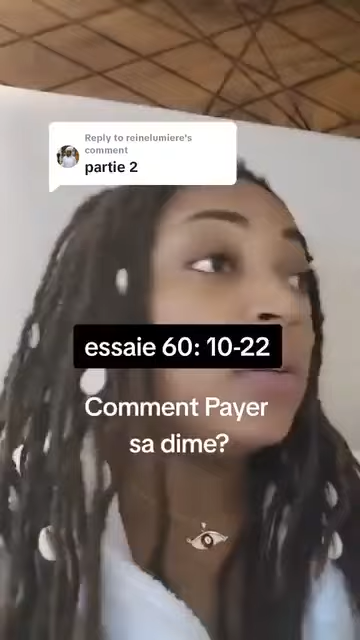 Reply to reinelumiere's
comment
partie 2
essaie 60: 10-22
Comment Payer
sa dime?